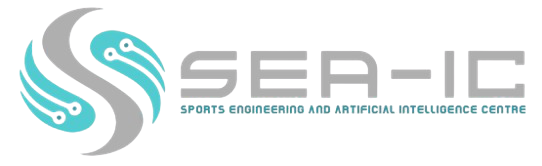 SEA-IC
SPORTS ENGINEERING AND ARTIFICIAL INTELLIGENCE CENTRE